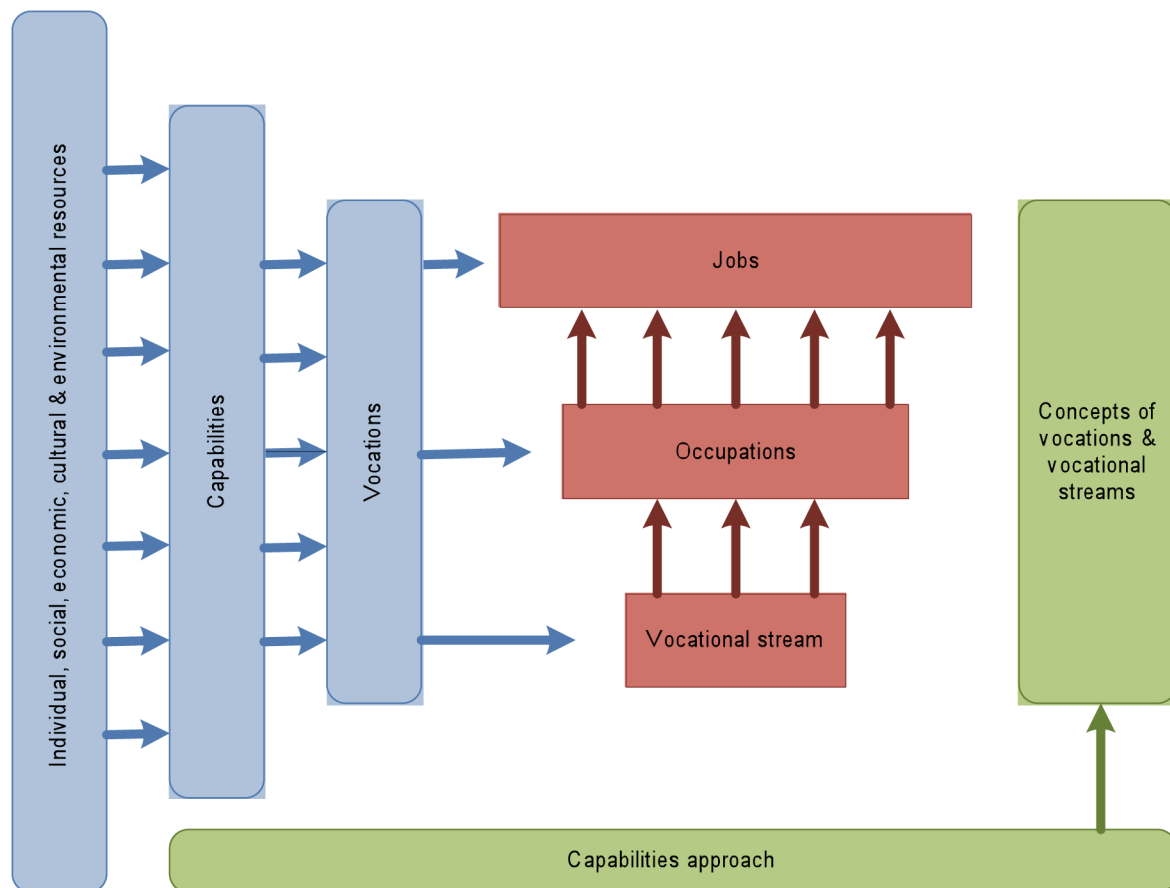 Individual, social, economic, cultural & environmental resources
Capabilities
Vocations
Jobs
Occupations
Vocational stream
Concepts of
vocations &
vocational
streams
Capabilities approach